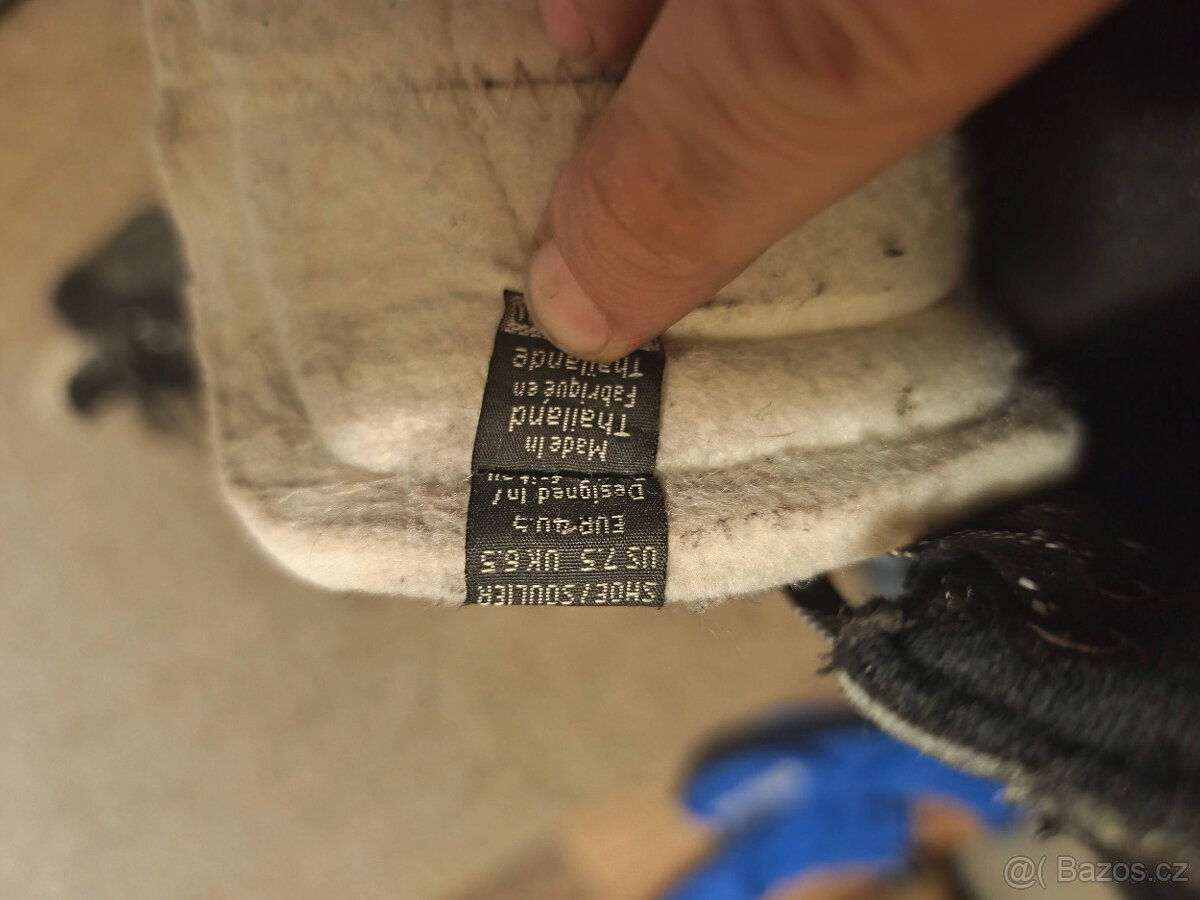 SHOE/SOULIER
US 7.5 UK 6.5
EUR 40.5
Designed in/
Made In
Thailand
Fabriqué en
Thaïlande
@( Bazos.cz